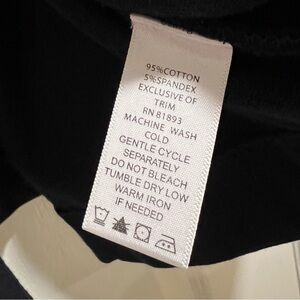 95%COTTON
5%SPANDEX
EXCLUSIVE OF
TRIM
RN 81893
MACHINE WASH
COLD
GENTLE CYCLE
SEPARATELY
DO NOT BLEACH
TUMBLE DRY LOW
WARM IRON
IF NEEDED